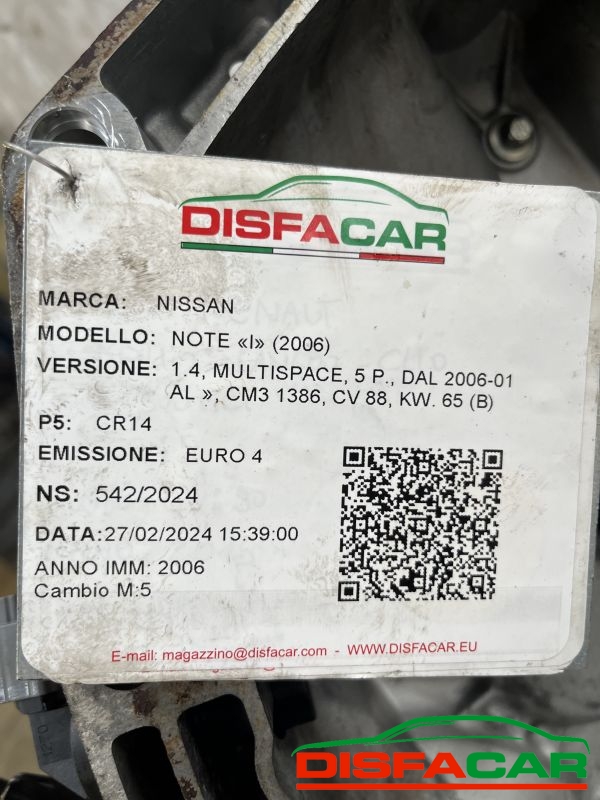 DISFACAR
MARCA: NISSAN
MODELLO: NOTE «I» (2006)
VERSIONE: 1.4, MULTISPACE, 5 P., DAL 2006-01
AL », CM3 1386, CV 88, KW. 65 (B)
P5: CR14
EMISSIONE: EURO 4
NS: 542/2024
DATA:27/02/2024 15:39:00
ANNO IMM: 2006
Cambio M:5
E-mail: magazzino@disfacar.com - WWW.DISFACAR.EU
DISFACAR